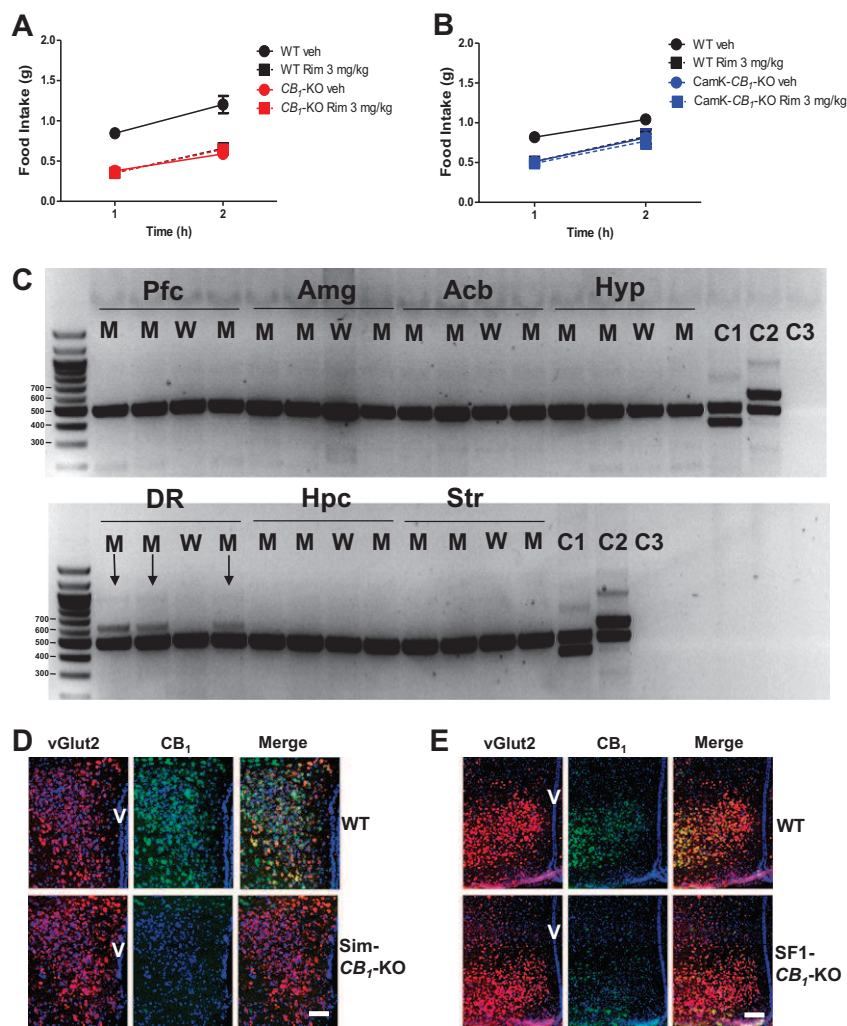 A
Food Intake (g)
2.0
1.5
1.0
0.5
0.0
1
2
Time (h)
WT veh
WT Rim 3 mg/kg
CB1-KO veh
CB1-KO Rim 3 mg/kg
B
Food Intake (g)
2.0
1.5
1.0
0.5
0.0
1
2
Time (h)
WT veh
WT Rim 3 mg/kg
CamK-CB1-KO veh
CamK-CB1-KO Rim 3 mg/kg
C
Pfc Amg Acb Hyp
M M W M M M W M M M W M M M W M C1 C2 C3
700
600
500
400
300
DR Hpc Str
M M W M M M W M M M W M C1 C2 C3
700
600
500
400
300
D
vGlut2 CB1 Merge
V
WT
V
Sim-
CB1-KO
E
vGlut2 CB1 Merge
V
WT
V
SF1-
CB1-KO